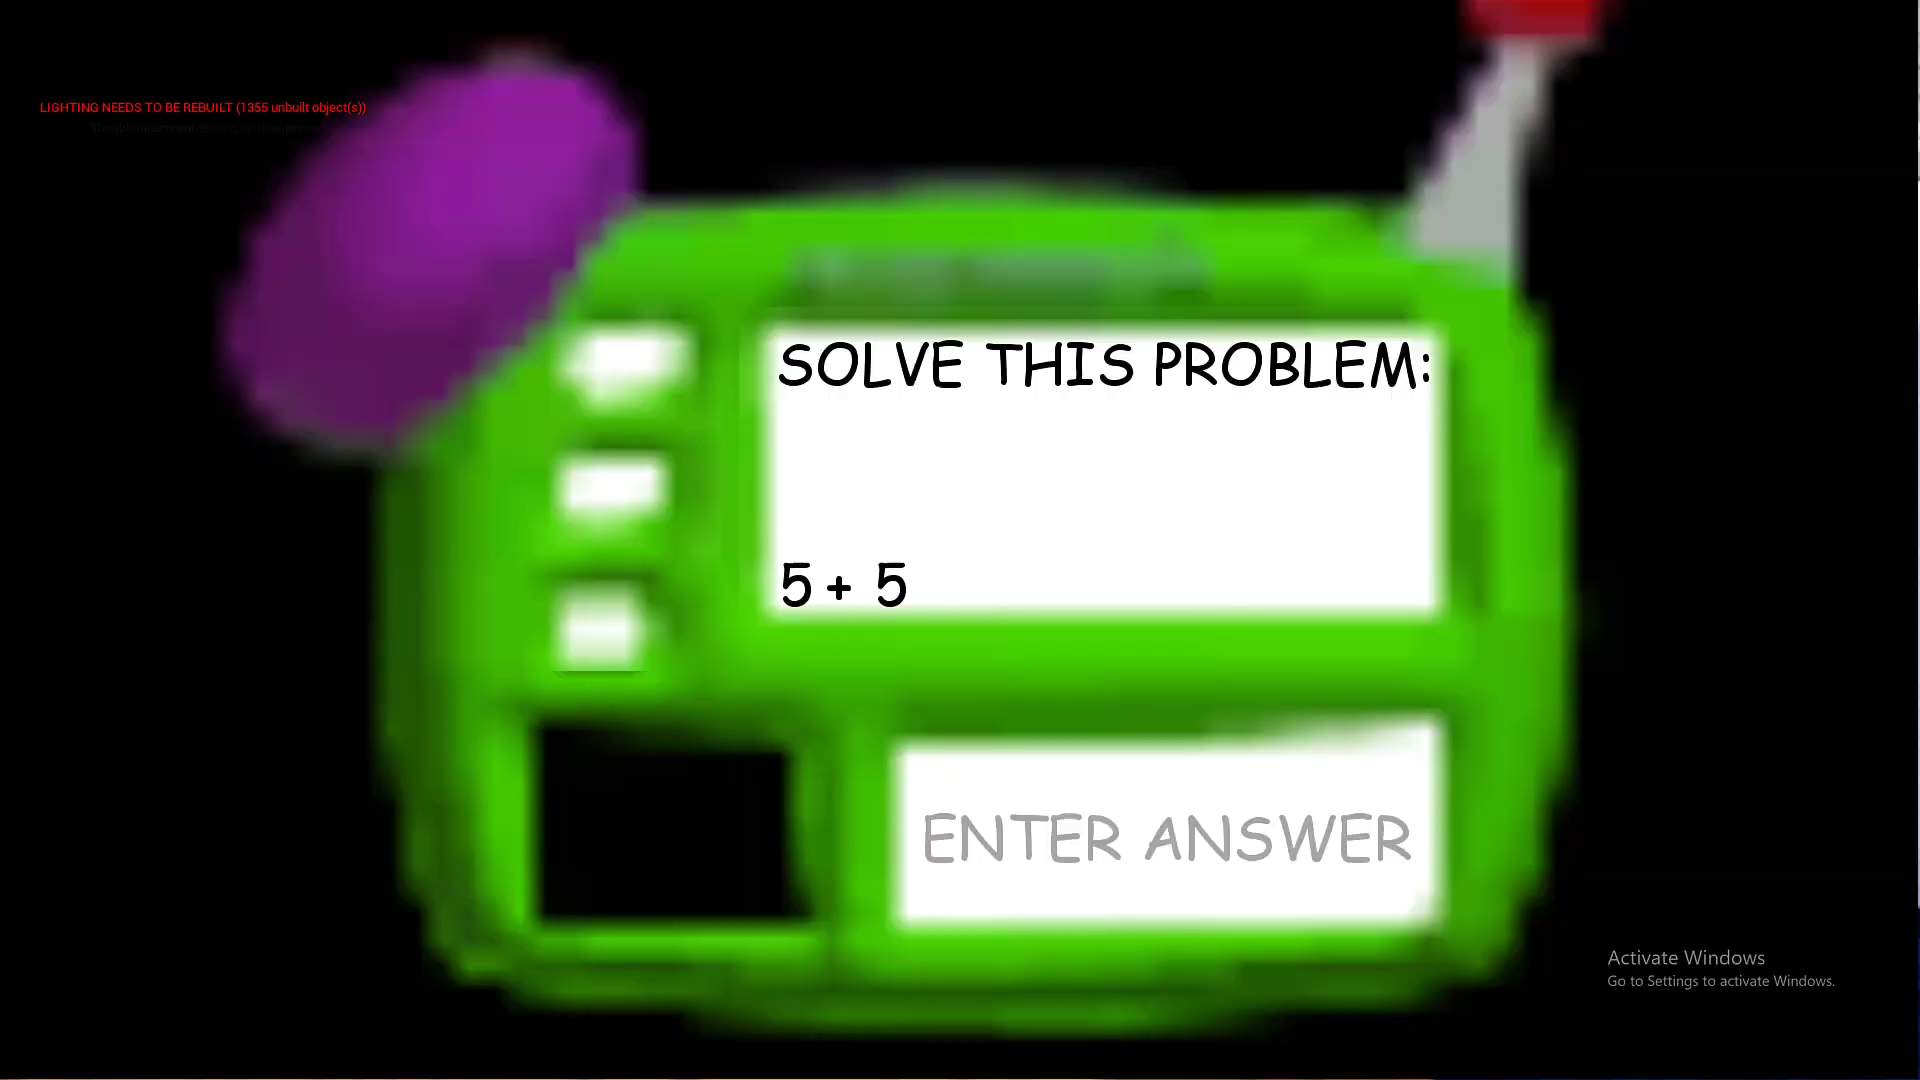 LIGHTING NEEDS TO BE REBUILT (1355 unbuilt object(s))
SOLVE THIS PROBLEM:
5 + 5
ENTER ANSWER
Activate Windows
Go to Settings to activate Windows.